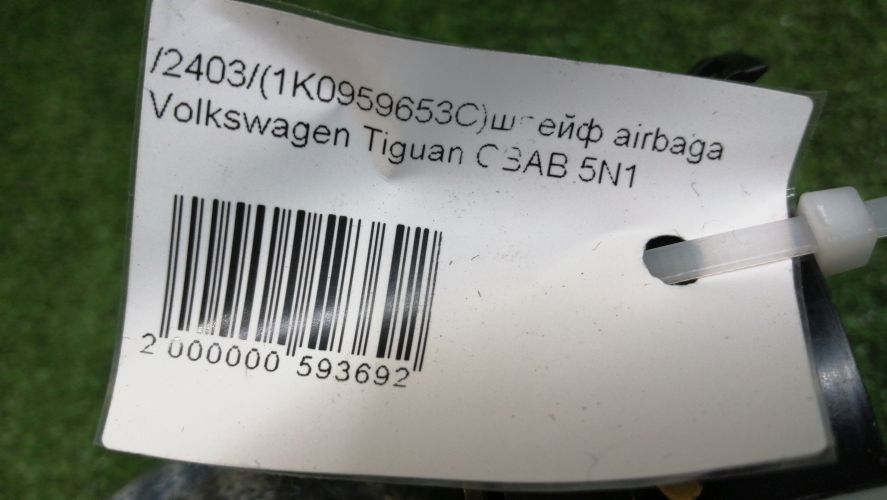 /2403/(1K0959653C)шлейф airbaga
Volkswagen Tiguan CBAB 5N1
2 000000 593692